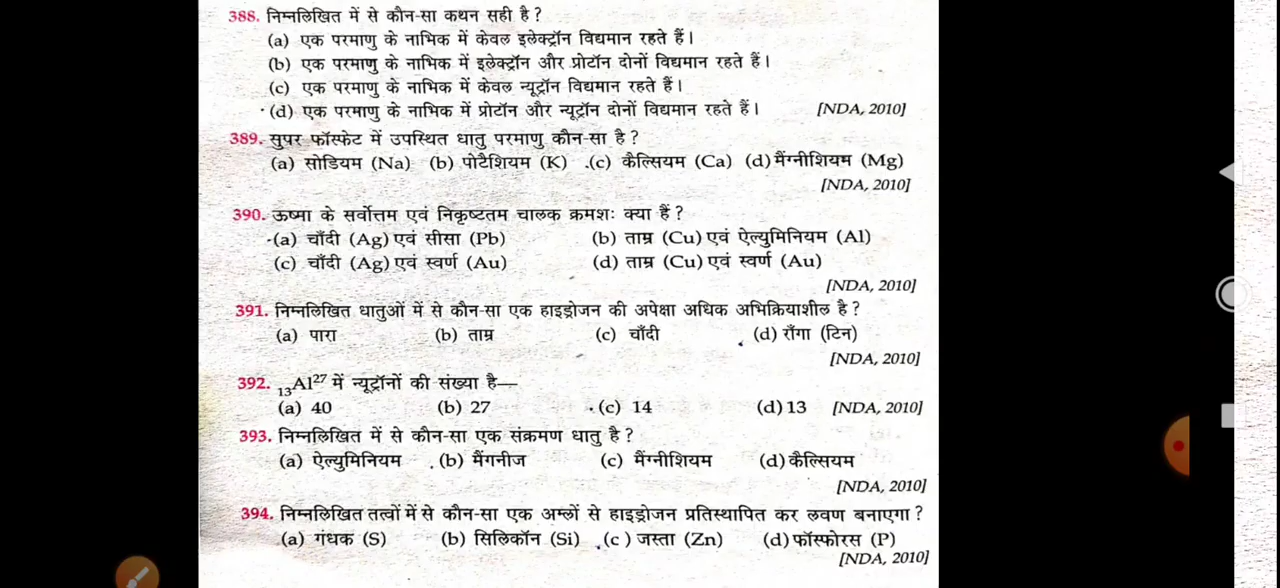 388. निम्नलिखित में से कौन-सा कथन सही है ?
(a) एक परमाणु के नाभिक में केवल इलेक्ट्रॉन विद्यमान रहते हैं।
(b) एक परमाणु के नाभिक में इलेक्ट्रॉन और प्रोटॉन दोनों विद्यमान रहते हैं।
(c) एक परमाणु के नाभिक में केवल न्यूट्रॉन विद्यमान रहते हैं।
(d) एक परमाणु के नाभिक में प्रोटॉन और न्यूट्रॉन दोनों विद्यमान रहते हैं। [NDA, 2010]
389. सुपर फॉस्फेट में उपस्थित धातु परमाणु कौन-सा है ?
(a) सोडियम (Na) (b) पोटैशियम (K) (c) कैल्सियम (Ca) (d) मैंग्नीशियम (Mg)
[NDA, 2010]
390. ऊष्मा के सर्वोत्तम एवं निकृष्टतम चालक क्रमशः क्या हैं ?
(a) चाँदी (Ag) एवं सीसा (Pb) (b) ताम्र (Cu) एवं ऐल्युमिनियम (Al)
(c) चाँदी (Ag) एवं स्वर्ण (Au) (d) ताम्र (Cu) एवं स्वर्ण (Au)
[NDA, 2010]
391. निम्नलिखित धातुओं में से कौन-सा एक हाइड्रोजन की अपेक्षा अधिक अभिक्रियाशील है ?
(a) पारा (b) ताम्र (c) चाँदी (d) राँगा (टिन)
[NDA, 2010]
392. ₁₃Al²⁷ में न्यूट्रॉनों की संख्या है—
(a) 40 (b) 27 (c) 14 (d) 13 [NDA, 2010]
393. निम्नलिखित में से कौन-सा एक संक्रमण धातु है ?
(a) ऐल्युमिनियम (b) मैंगनीज (c) मैंग्नीशियम (d) कैल्सियम
[NDA, 2010]
394. निम्नलिखित तत्वों में से कौन-सा एक अम्लों से हाइड्रोजन प्रतिस्थापित कर लवण बनाएगा ?
(a) गंधक (S) (b) सिलिकॉन (Si) (c ) जस्ता (Zn) (d) फॉस्फोरस (P)
[NDA, 2010]